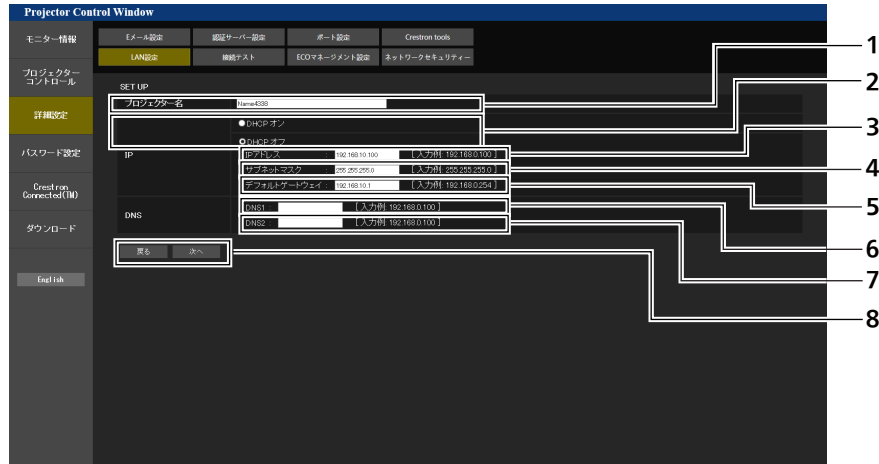 Projector Control Window
モニター情報
プロジェクター
コントロール
詳細設定
パスワード設定
Crestron
Connected(TM)
ダウンロード
English
Eメール設定 認証サーバー設定 ポート設定 Crestron tools
LAN設定 接続テスト ECOマネージメント設定 ネットワークセキュリティー
SET UP
プロジェクター名 Name4338
DHCP オン
DHCP オフ
IP
IPアドレス : 192.168.10.100 [ 入力例: 192.168.0.100 ]
サブネットマスク : 255.255.255.0 [ 入力例: 255.255.255.0 ]
デフォルトゲートウェイ : 192.168.10.1 [ 入力例: 192.168.0.254 ]
DNS
DNS1 : [ 入力例: 192.168.0.100 ]
DNS2 : [ 入力例: 192.168.0.100 ]
戻る 次へ
1
2
3
4
5
6
7
8